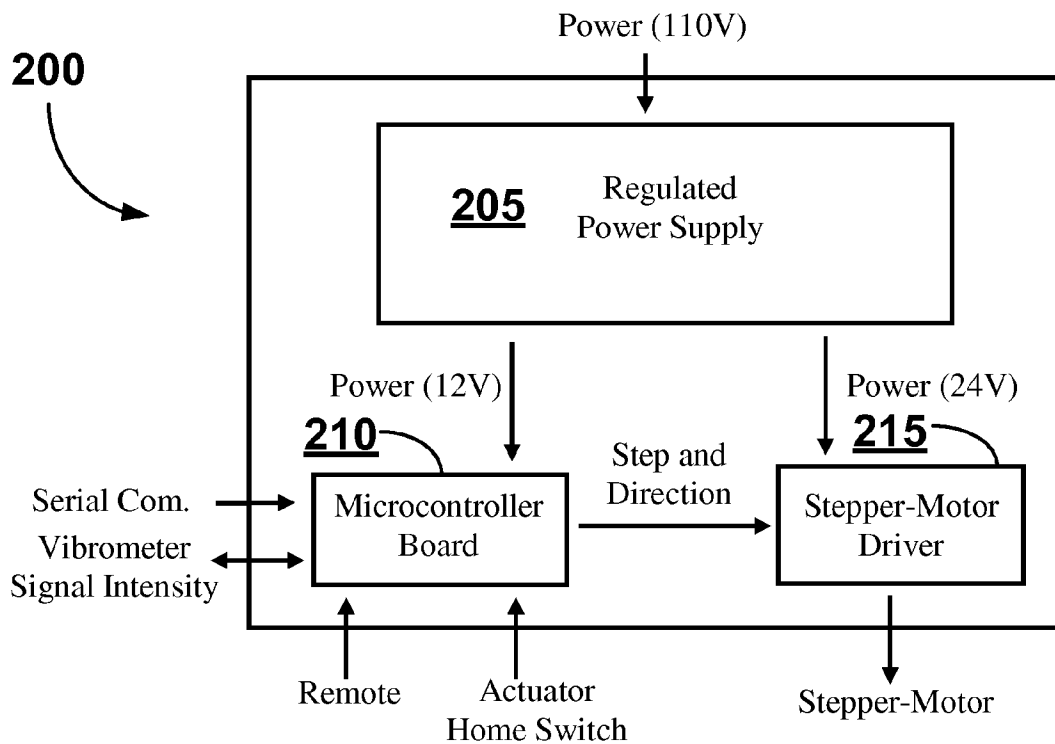 Power (110V)
200
205
Regulated
Power Supply
Power (12V)
Power (24V)
210
215
Step and
Direction
Serial Com.
Microcontroller
Board
Stepper-Motor
Driver
Vibrometer
Signal Intensity
Remote
Actuator
Home Switch
Stepper-Motor